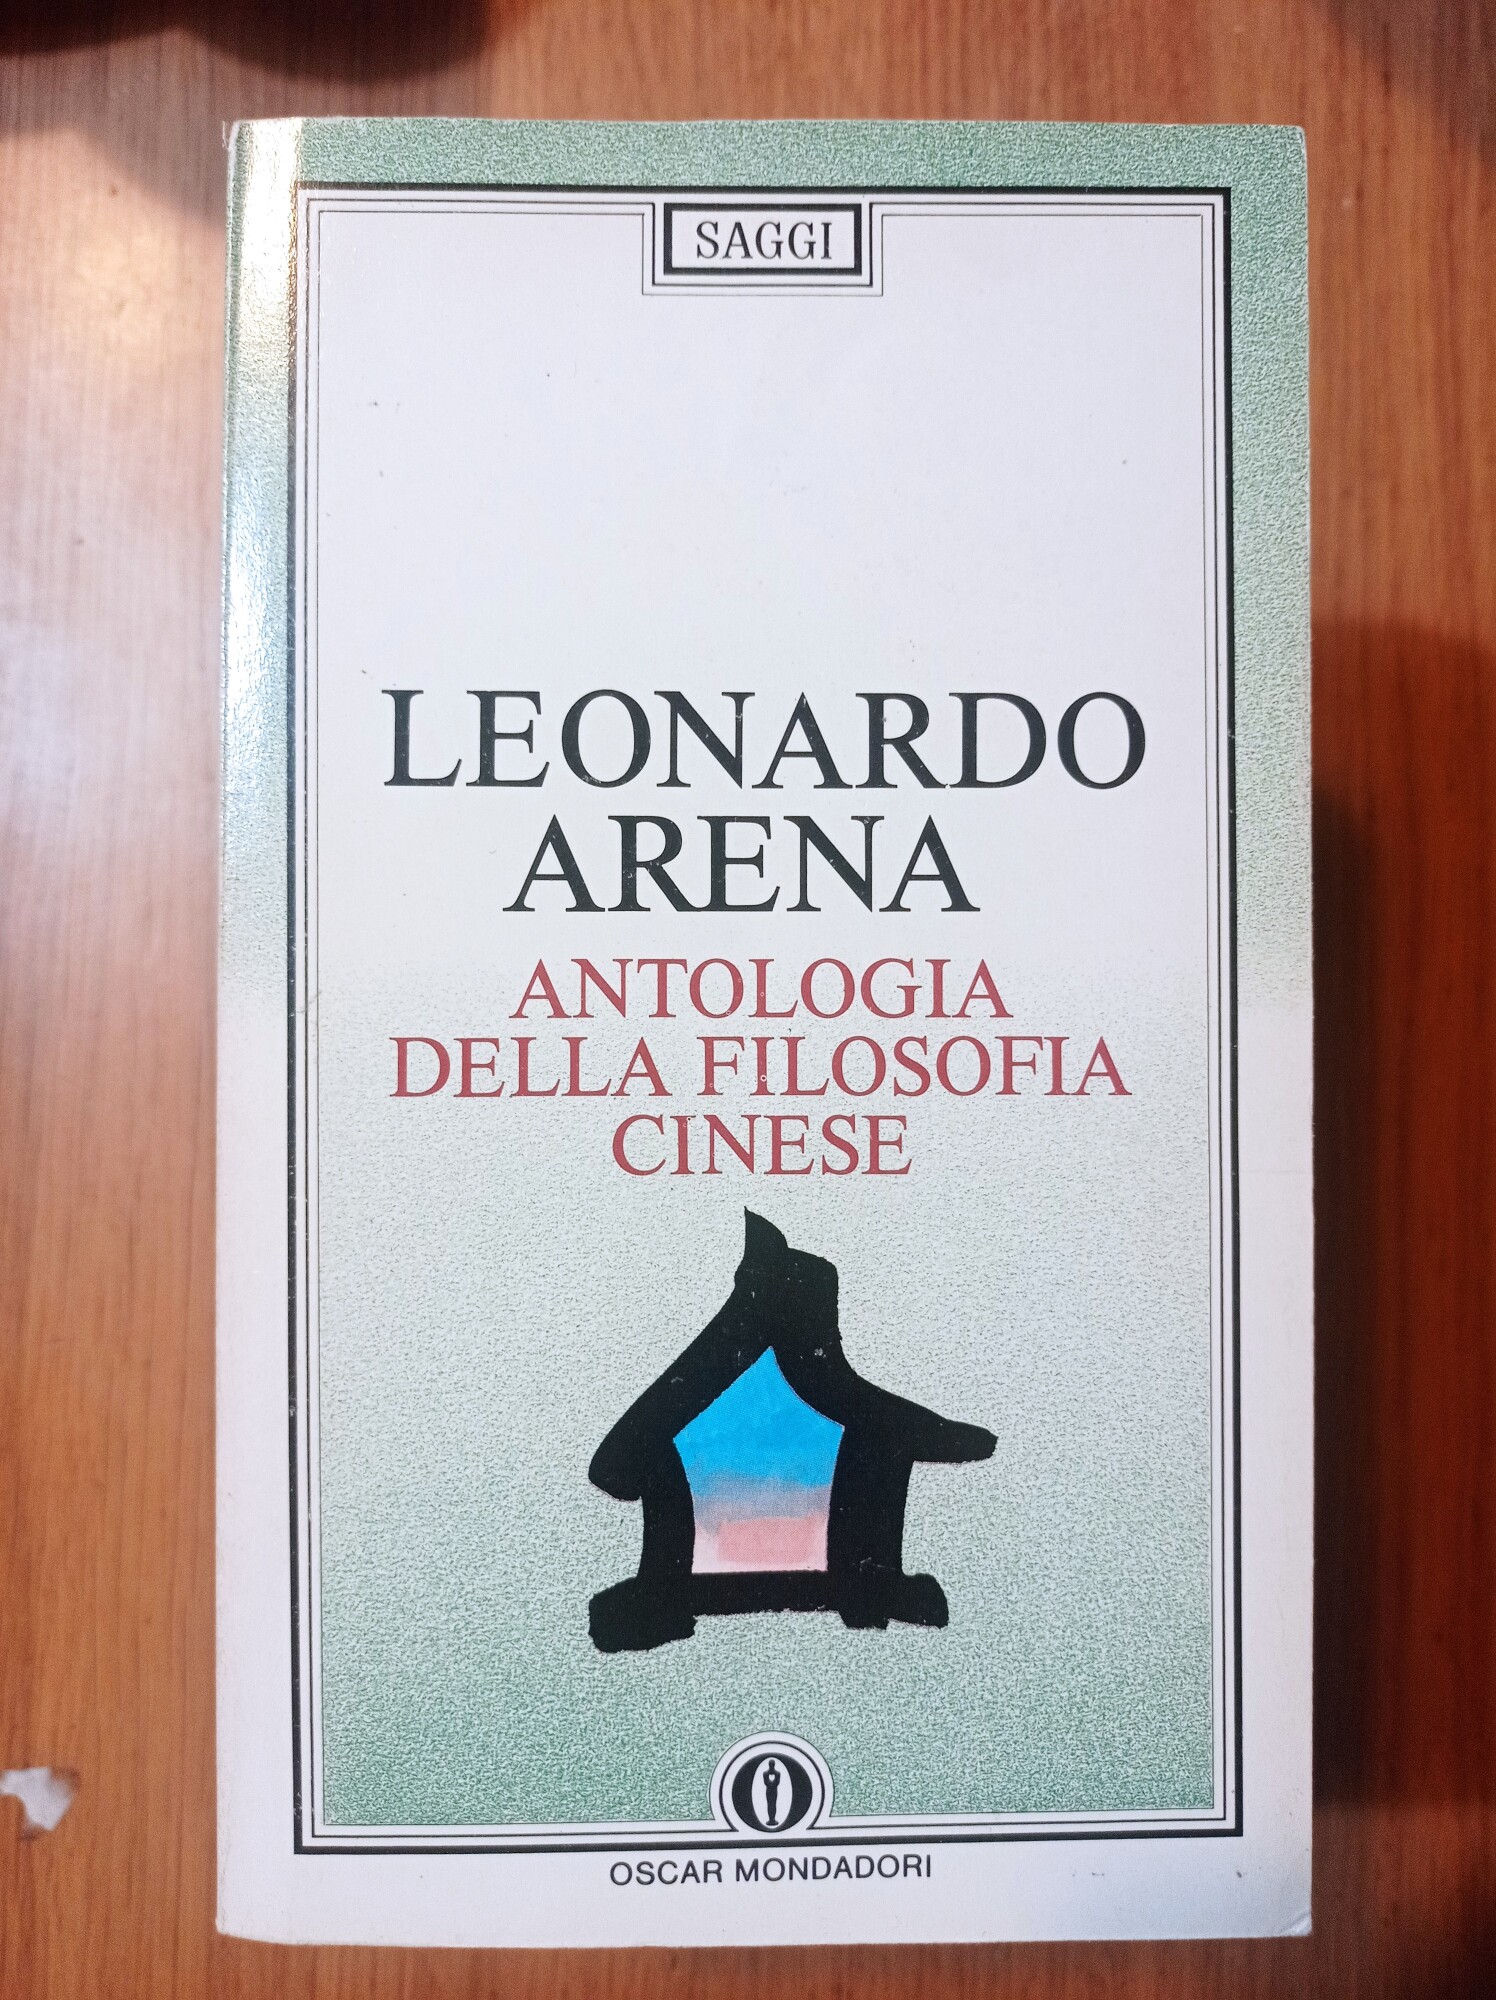 SAGGI
LEONARDO
ARENA
ANTOLOGIA
DELLA FILOSOFIA
CINESE
OSCAR MONDADORI